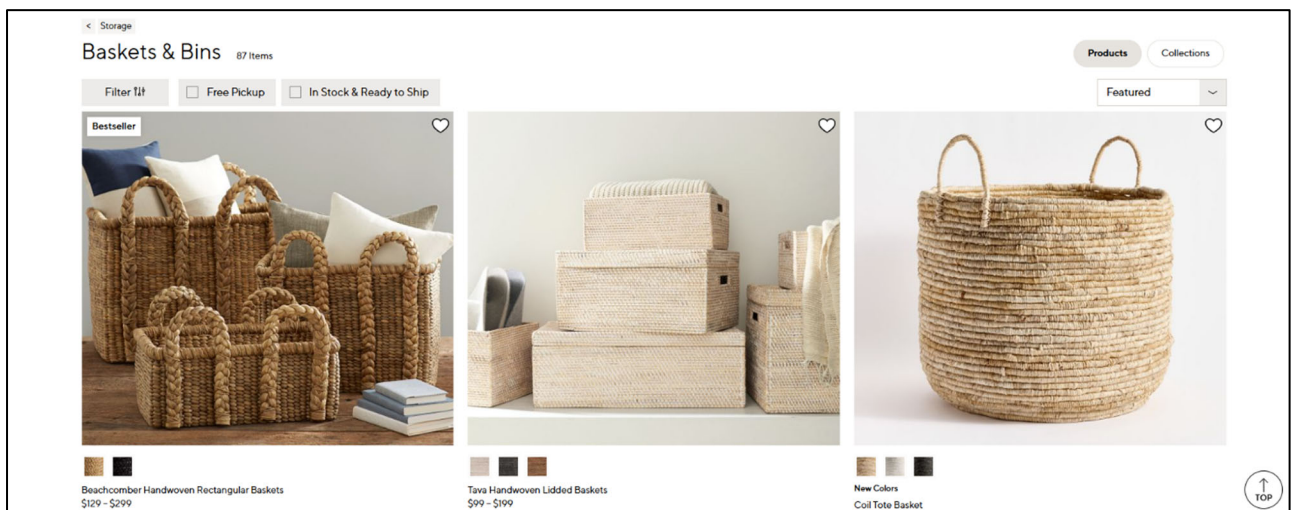 < Storage
Baskets & Bins 87 Items
Products Collections
Filter Free Pickup In Stock & Ready to Ship
Featured
Bestseller
Beachcomber Handwoven Rectangular Baskets
$129 – $299
Tava Handwoven Lidded Baskets
$99 – $199
New Colors
Coil Tote Basket
TOP